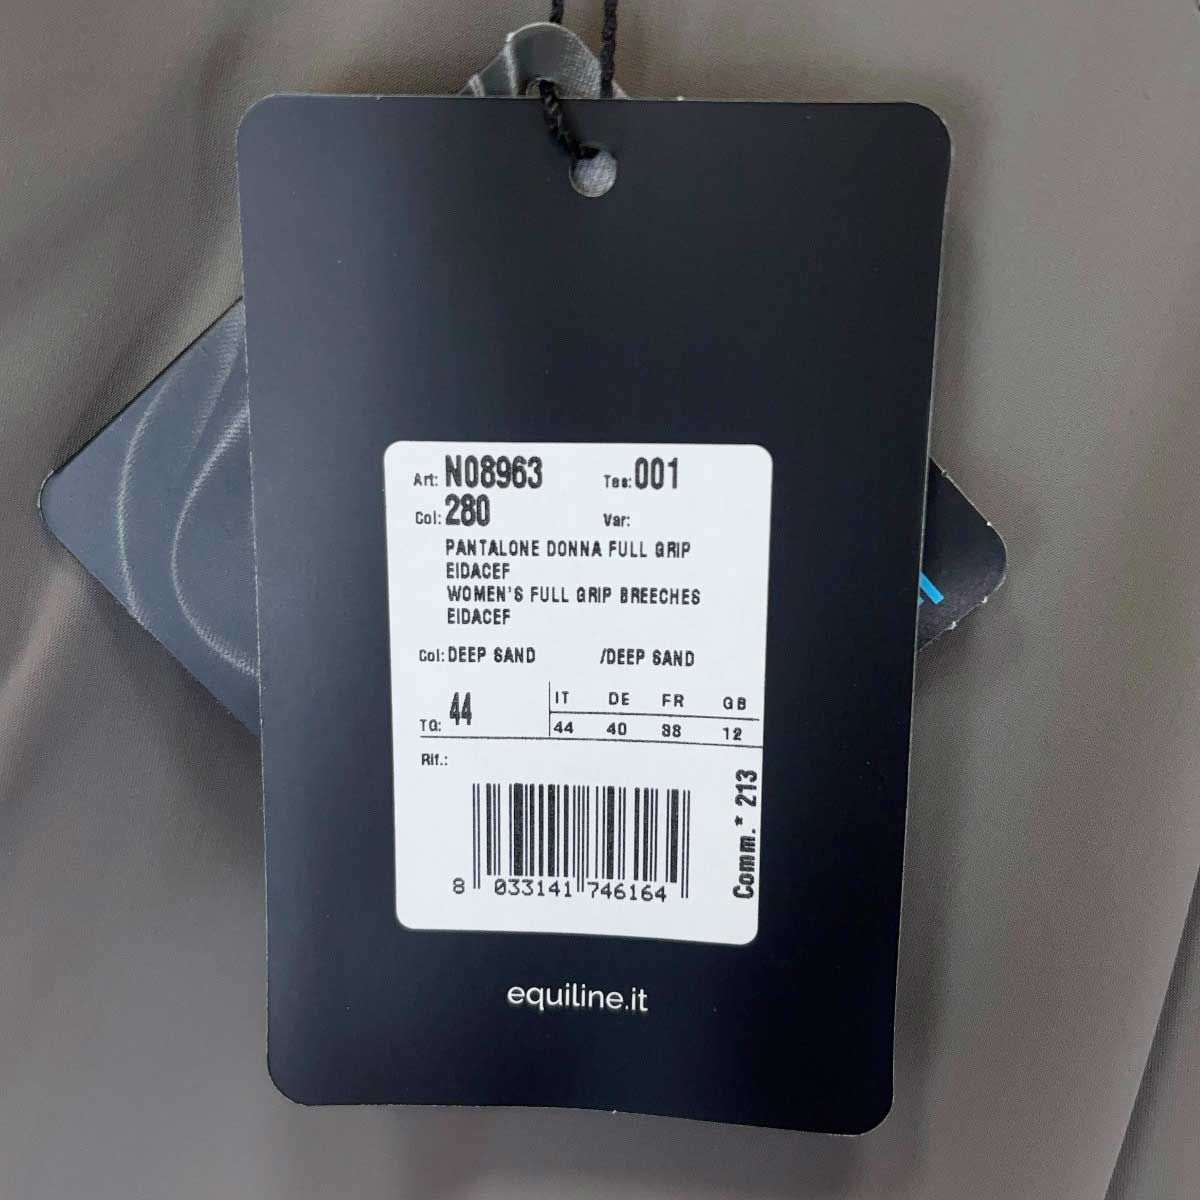 Art: N08963 Tes: 001
Col: 280 Var:
PANTALONE DONNA FULL GRIP
EIDACEF
WOMEN'S FULL GRIP BREECHES
EIDACEF
Col: DEEP SAND /DEEP SAND
IT DE FR GB
TG: 44 44 40 38 12
Rif.:
Comm.* 213
8 033141 746164
equiline.it